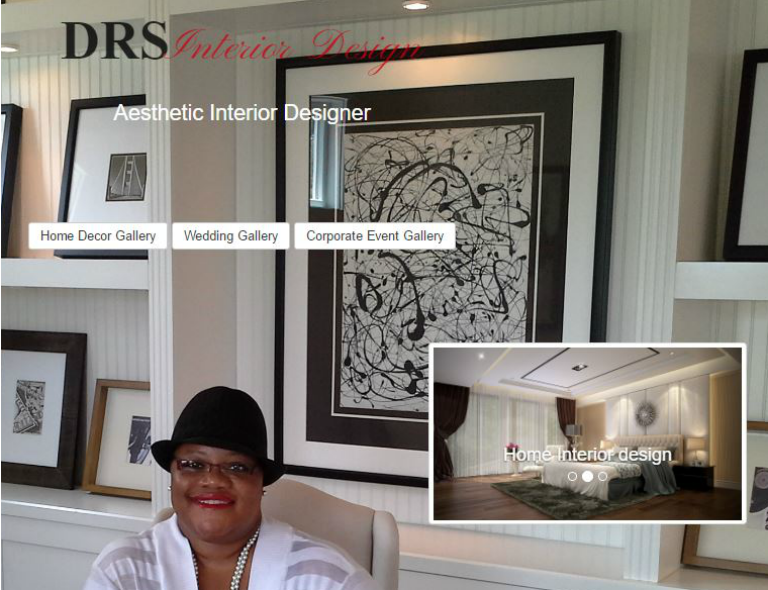 DRS Interior Design
Aesthetic Interior Designer
Home Decor Gallery
Wedding Gallery
Corporate Event Gallery
Home Interior design